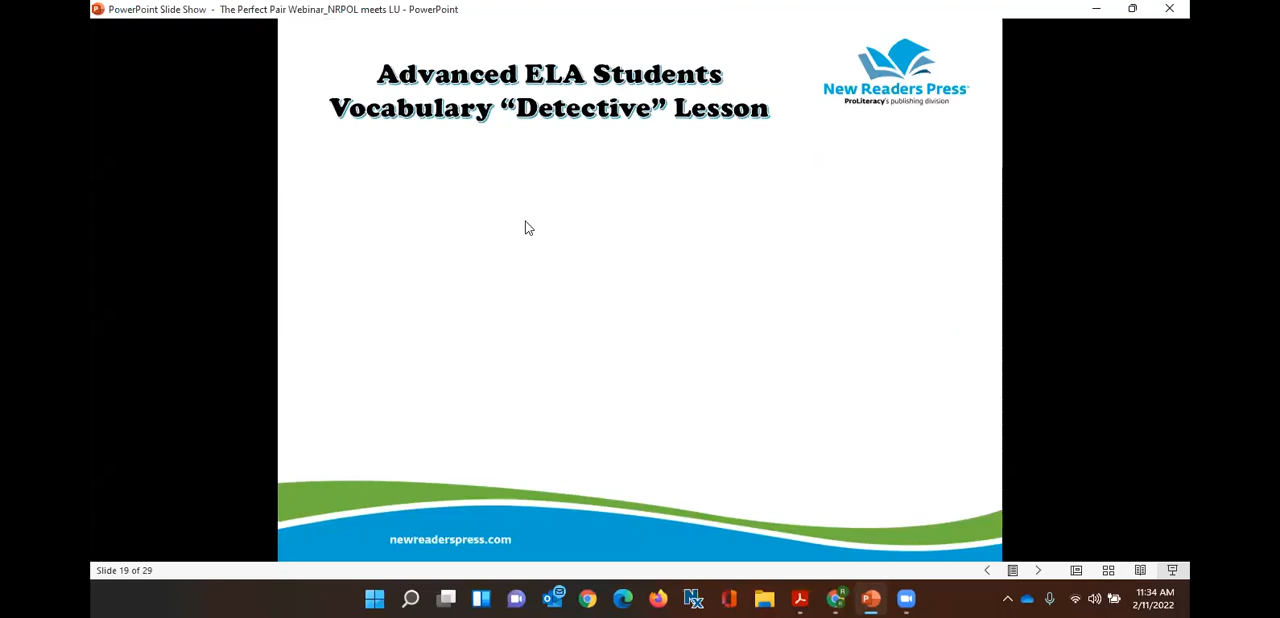 PowerPoint Slide Show - The Perfect Pair Webinar_NRPOL meets LU - PowerPoint
Advanced ELA Students
Vocabulary “Detective” Lesson
New Readers Press
ProLiteracy's publishing division
newreaderspress.com
Slide 19 of 29
11:34 AM
2/11/2022